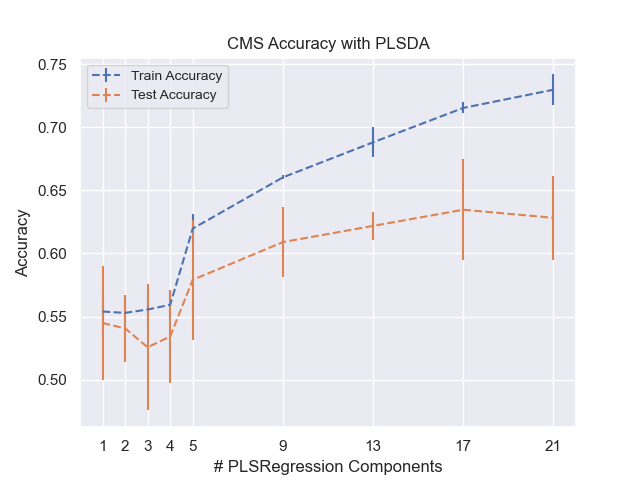 CMS Accuracy with PLSDA
Train Accuracy
Test Accuracy
0.75
0.70
0.65
0.60
0.55
0.50
Accuracy
1 2 3 4 5 9 13 17 21
# PLSRegression Components